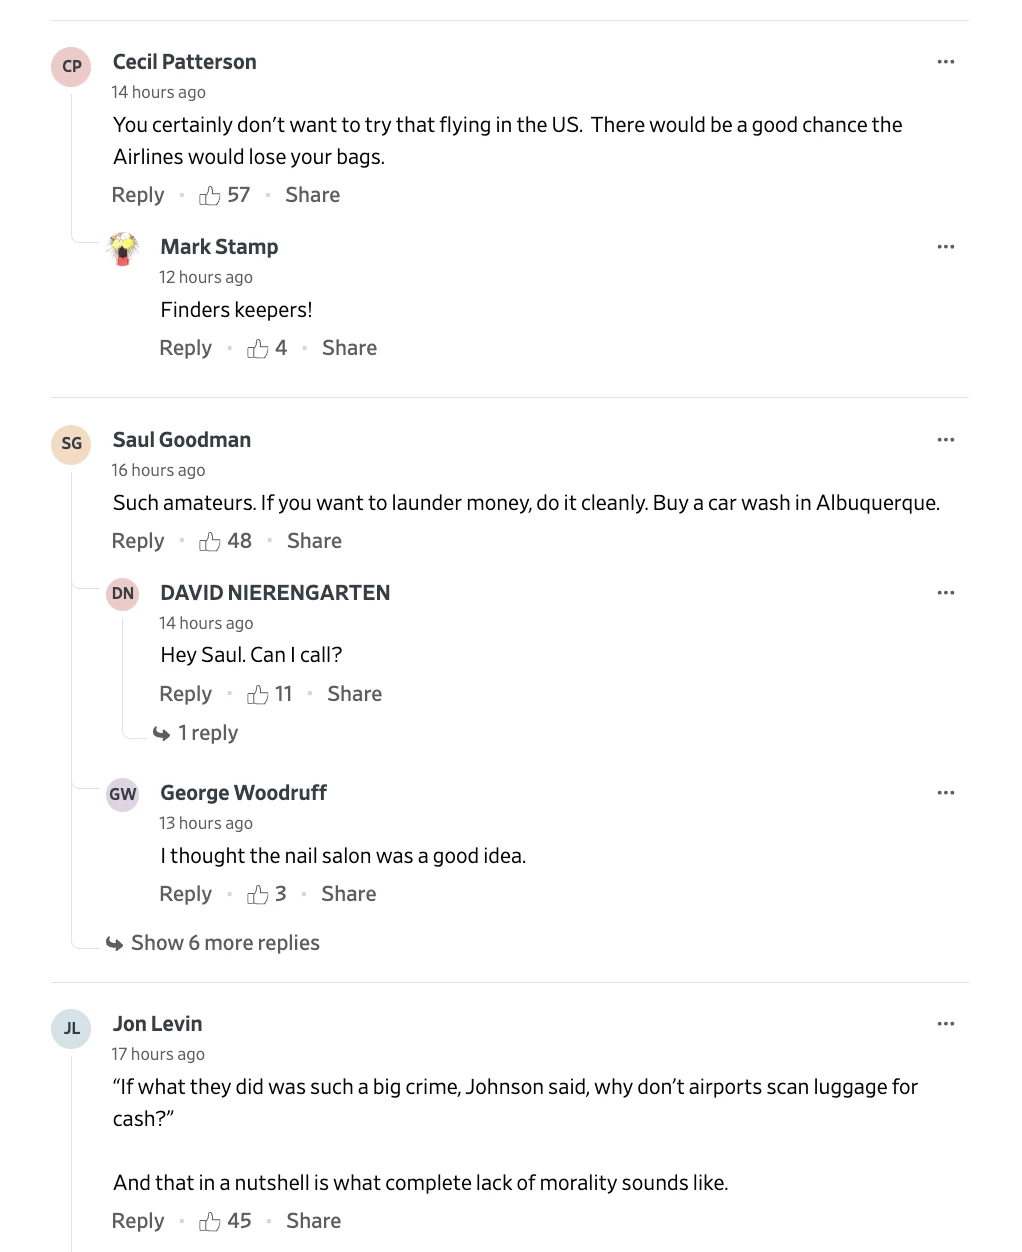 CP
Cecil Patterson
14 hours ago
You certainly don’t want to try that flying in the US.  There would be a good chance the
Airlines would lose your bags.
Reply · 57 · Share
Mark Stamp
12 hours ago
Finders keepers!
Reply · 4 · Share
SG
Saul Goodman
16 hours ago
Such amateurs. If you want to launder money, do it cleanly. Buy a car wash in Albuquerque.
Reply · 48 · Share
DN
DAVID NIERENGARTEN
14 hours ago
Hey Saul. Can I call?
Reply · 11 · Share
1 reply
GW
George Woodruff
13 hours ago
I thought the nail salon was a good idea.
Reply · 3 · Share
Show 6 more replies
JL
Jon Levin
17 hours ago
“If what they did was such a big crime, Johnson said, why don’t airports scan luggage for
cash?”
And that in a nutshell is what complete lack of morality sounds like.
Reply · 45 · Share